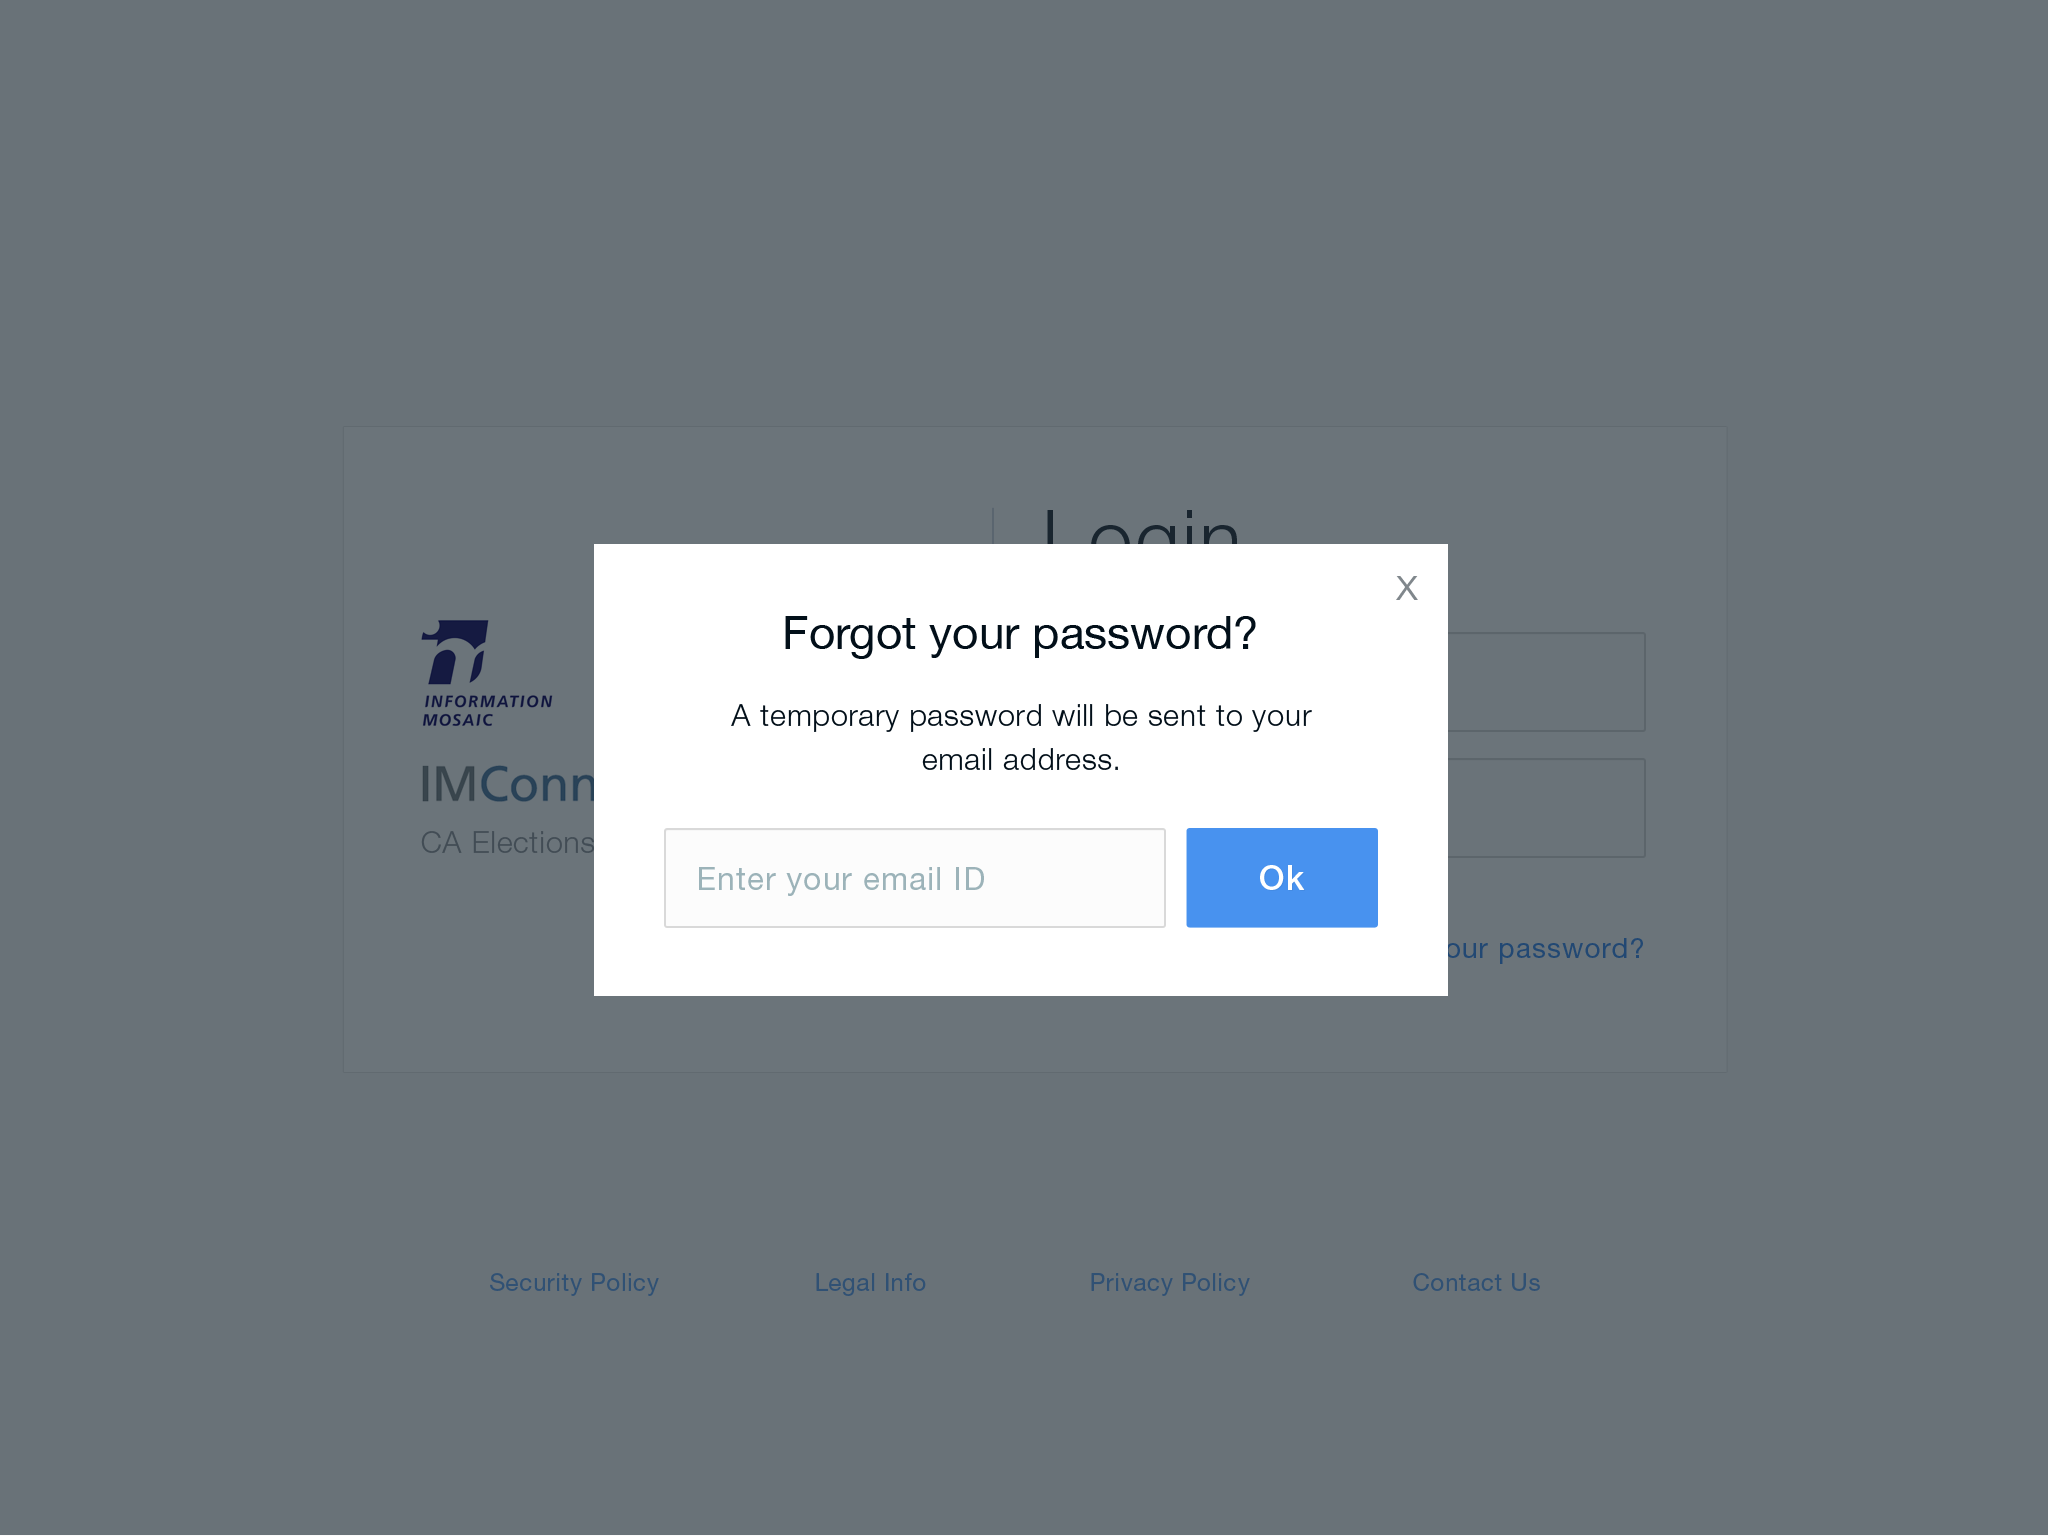 Login
X
Forgot your password?
A temporary password will be sent to your
email address.
Enter your email ID
Ok
INFORMATION
MOSAIC
IMConn
CA Elections
our password?
Security Policy
Legal Info
Privacy Policy
Contact Us